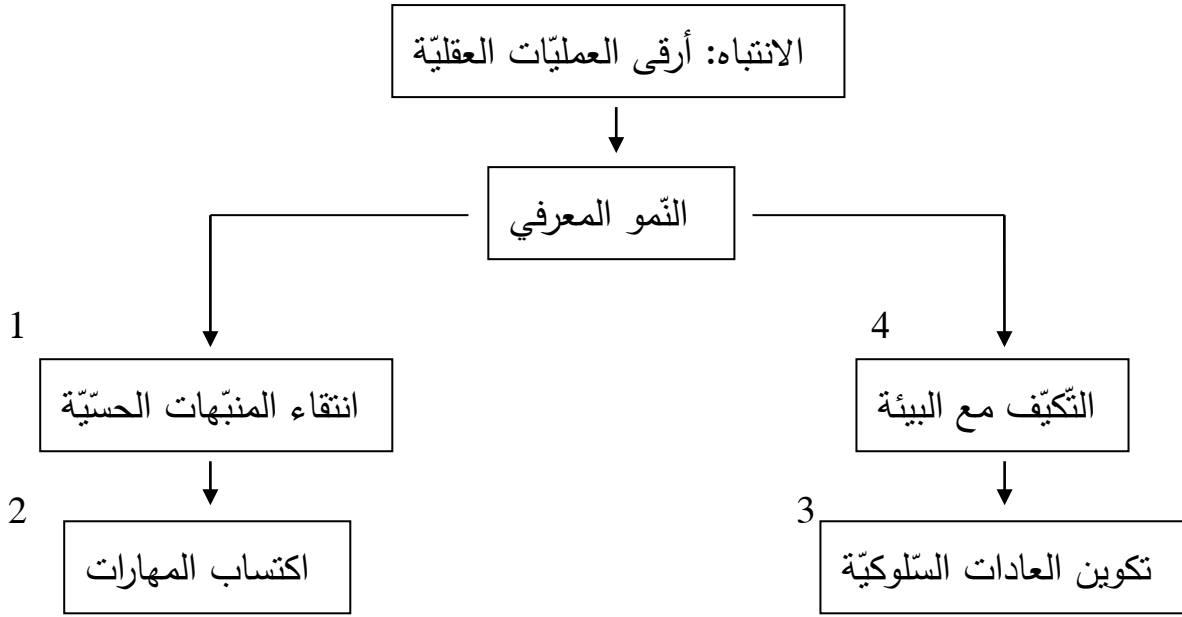 الانتباه: أرقى العمليّات العقليّة
النّمو المعرفي
4
1
التّكيّف مع البيئة
انتقاء المنبّهات الحسّيّة
3
2
تكوين العادات السّلوكيّة
اكتساب المهارات